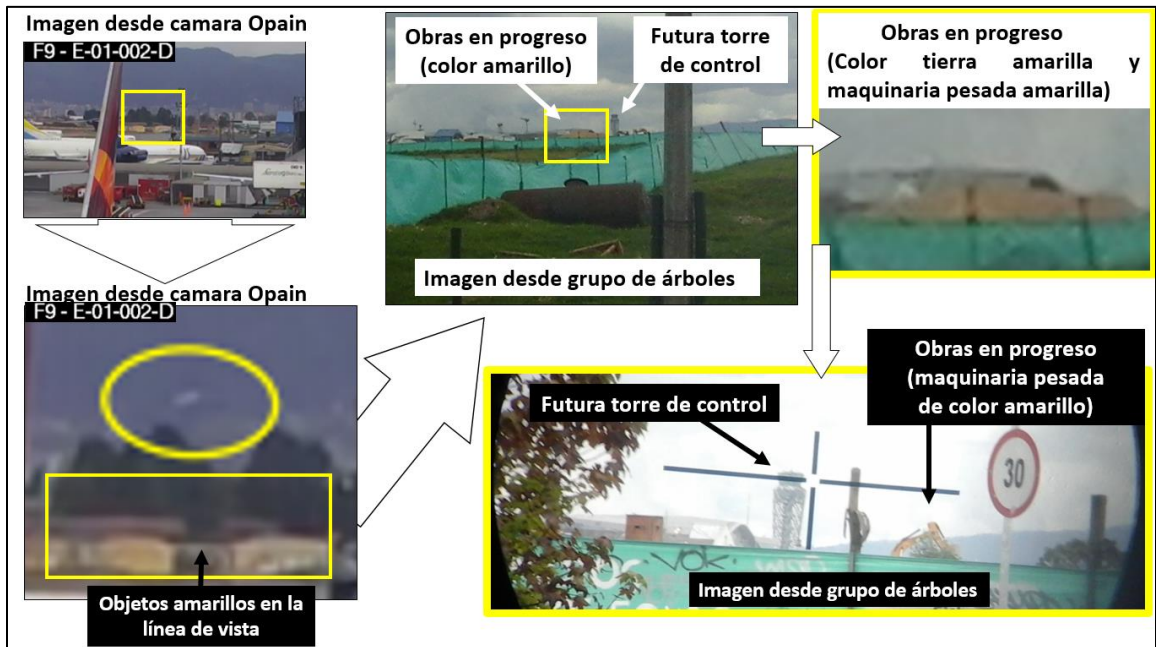 Imagen desde camara Opain
F9 - E-01-002-D
Imagen desde camara Opain
F9 - E-01-002-D
Objetos amarillos en la
línea de vista
Obras en progreso
(color amarillo)
Futura torre
de control
Imagen desde grupo de árboles
Obras en progreso
(Color tierra amarilla y
maquinaria pesada amarilla)
Obras en progreso
(maquinaria pesada
de color amarillo)
Futura torre de control
30
VOK
Imagen desde grupo de árboles